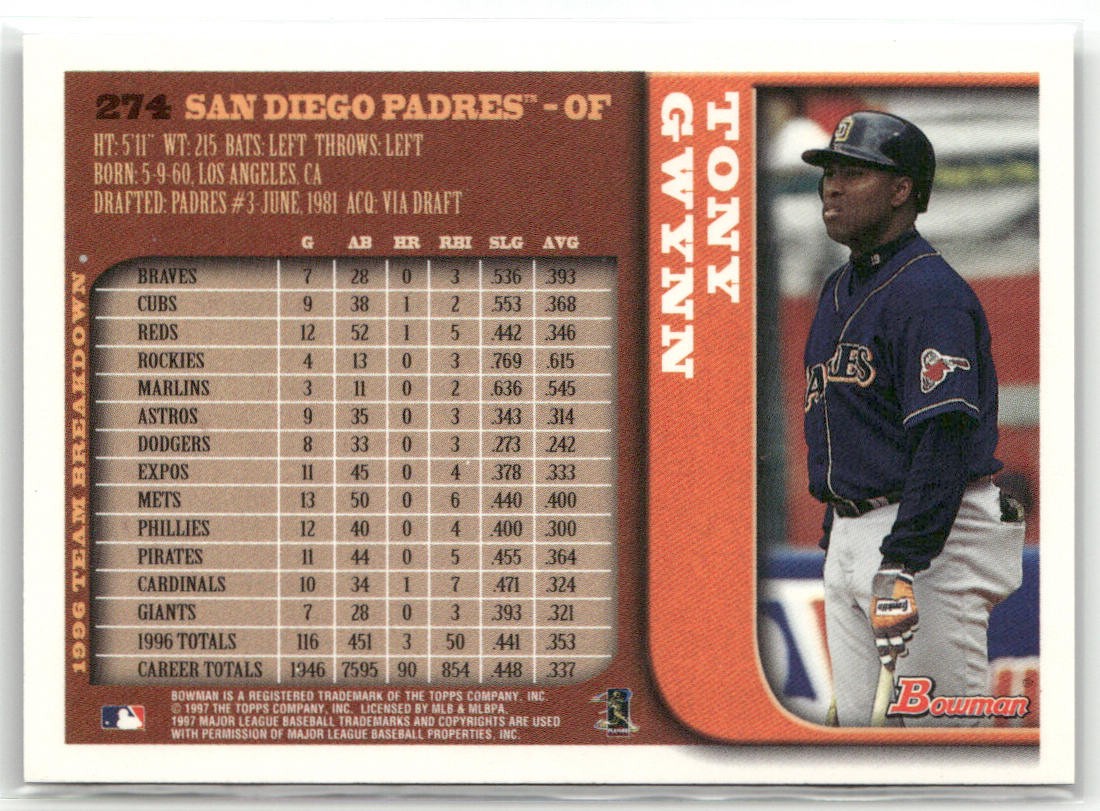 274 SAN DIEGO PADRES™ - OF
HT: 5'11" WT: 215 BATS: LEFT THROWS: LEFT
BORN: 5-9-60, LOS ANGELES, CA
DRAFTED: PADRES #3-JUNE, 1981 ACQ: VIA DRAFT
G AB HR RBI SLG AVG
BRAVES 7 28 0 3 .536 .393
CUBS 9 38 1 2 .553 .368
REDS 12 52 1 5 .442 .346
ROCKIES 4 13 0 3 .769 .615
MARLINS 3 11 0 2 .636 .545
ASTROS 9 35 0 3 .343 .314
DODGERS 8 33 0 3 .273 .242
EXPOS 11 45 0 4 .378 .333
METS 13 50 0 6 .440 .400
PHILLIES 12 40 0 4 .400 .300
PIRATES 11 44 0 5 .455 .364
CARDINALS 10 34 1 7 .471 .324
GIANTS 7 28 0 3 .393 .321
1996 TOTALS 116 451 3 50 .441 .353
CAREER TOTALS 1946 7595 90 854 .448 .337
1996 TEAM BREAKDOWN
BOWMAN IS A REGISTERED TRADEMARK OF THE TOPPS COMPANY, INC.
© 1997 THE TOPPS COMPANY, INC. LICENSED BY MLB & MLBPA.
1997 MAJOR LEAGUE BASEBALL TRADEMARKS AND COPYRIGHTS ARE USED
WITH PERMISSION OF MAJOR LEAGUE BASEBALL PROPERTIES, INC.
PLAYERS
TONY
GWYNN
19
Franklin
Bowman®